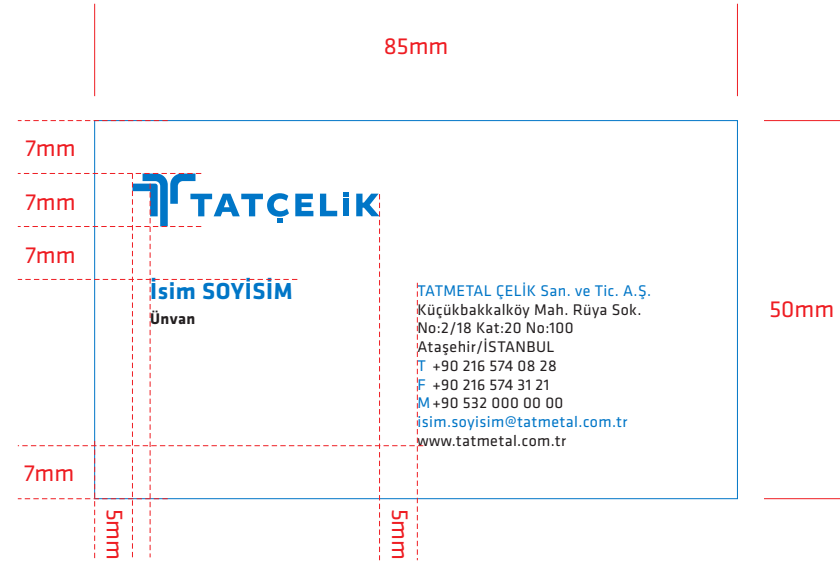 85mm
7mm
7mm
7mm
TATÇELİK
İsim SOYİSİM
Ünvan
TATMETAL ÇELİK San. ve Tic. A.Ş.
Küçükbakkalköy Mah. Rüya Sok.
No:2/18 Kat:20 No:100
Ataşehir/İSTANBUL
T +90 216 574 08 28
F +90 216 574 31 21
M +90 532 000 00 00
isim.soyisim@tatmetal.com.tr
www.tatmetal.com.tr
50mm
7mm
5mm
5mm